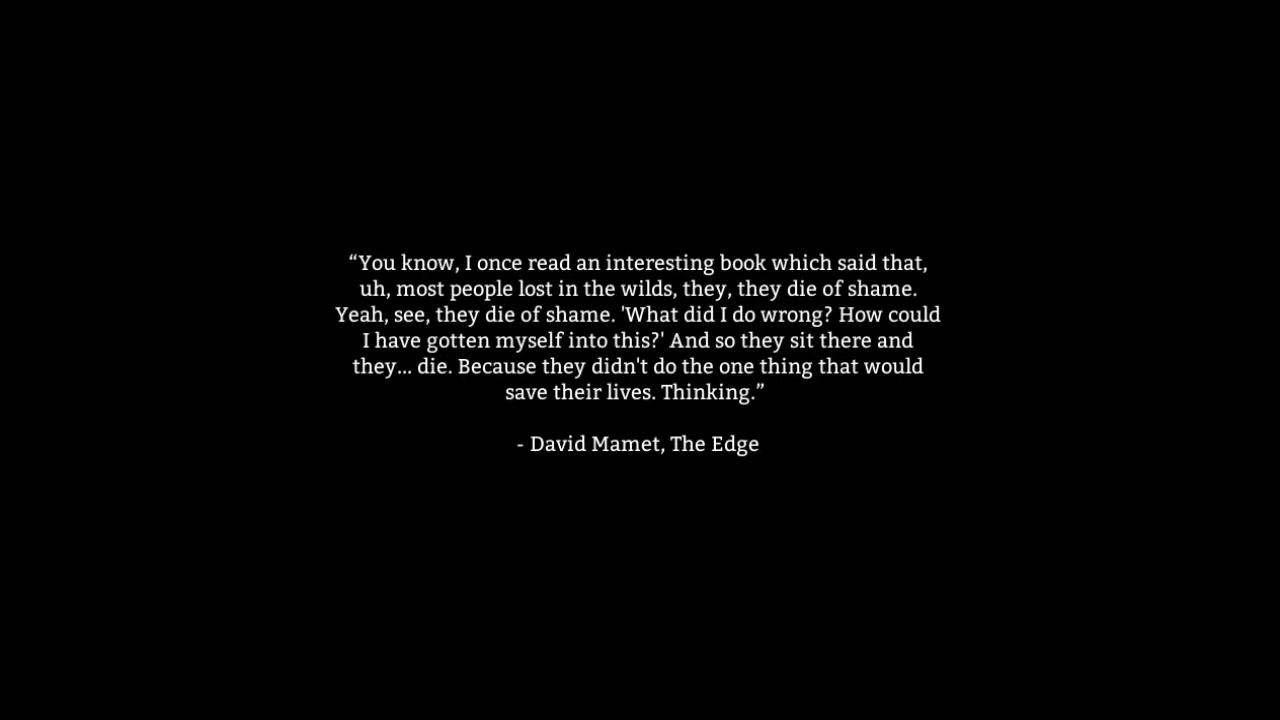 “You know, I once read an interesting book which said that,
uh, most people lost in the wilds, they, they die of shame.
Yeah, see, they die of shame. 'What did I do wrong? How could
I have gotten myself into this?' And so they sit there and
they... die. Because they didn't do the one thing that would
save their lives. Thinking.”
- David Mamet, The Edge